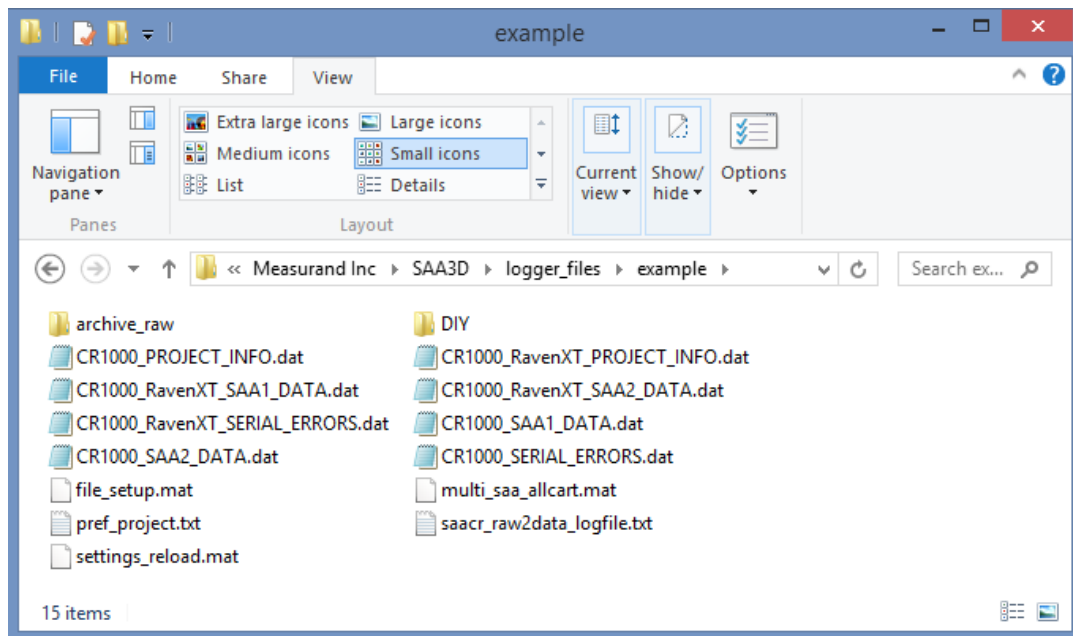 example
File Home Share View
Extra large icons Large icons
Medium icons Small icons
List Details
Navigation pane
Current view
Show/ hide
Options
Panes Layout
« Measurand Inc SAA3D logger_files example Search ex...
archive_raw DIY
CR1000_PROJECT_INFO.dat CR1000_RavenXT_PROJECT_INFO.dat
CR1000_RavenXT_SAA1_DATA.dat CR1000_RavenXT_SAA2_DATA.dat
CR1000_RavenXT_SERIAL_ERRORS.dat CR1000_SAA1_DATA.dat
CR1000_SAA2_DATA.dat CR1000_SERIAL_ERRORS.dat
file_setup.mat multi_saa_allcart.mat
pref_project.txt saacr_raw2data_logfile.txt
settings_reload.mat
15 items